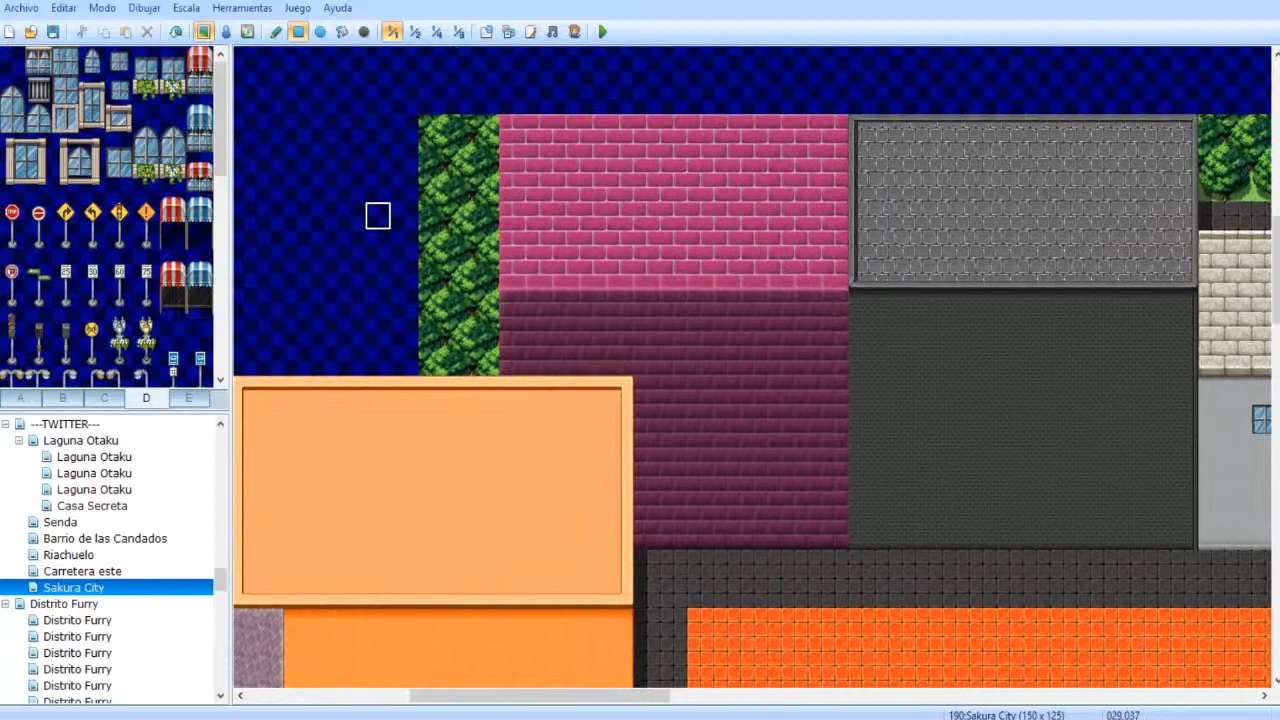 Archivo Editar Modo Dibujar Escala Herramientas Juego Ayuda
A B C D E
---TWITTER---
Laguna Otaku
Laguna Otaku
Laguna Otaku
Laguna Otaku
Casa Secreta
Senda
Barrio de las Candados
Riachuelo
Carretera este
Sakura City
Distrito Furry
Distrito Furry
Distrito Furry
Distrito Furry
Distrito Furry
Distrito Furry
Distrito Furry
190:Sakura City (150 x 125) 029,037